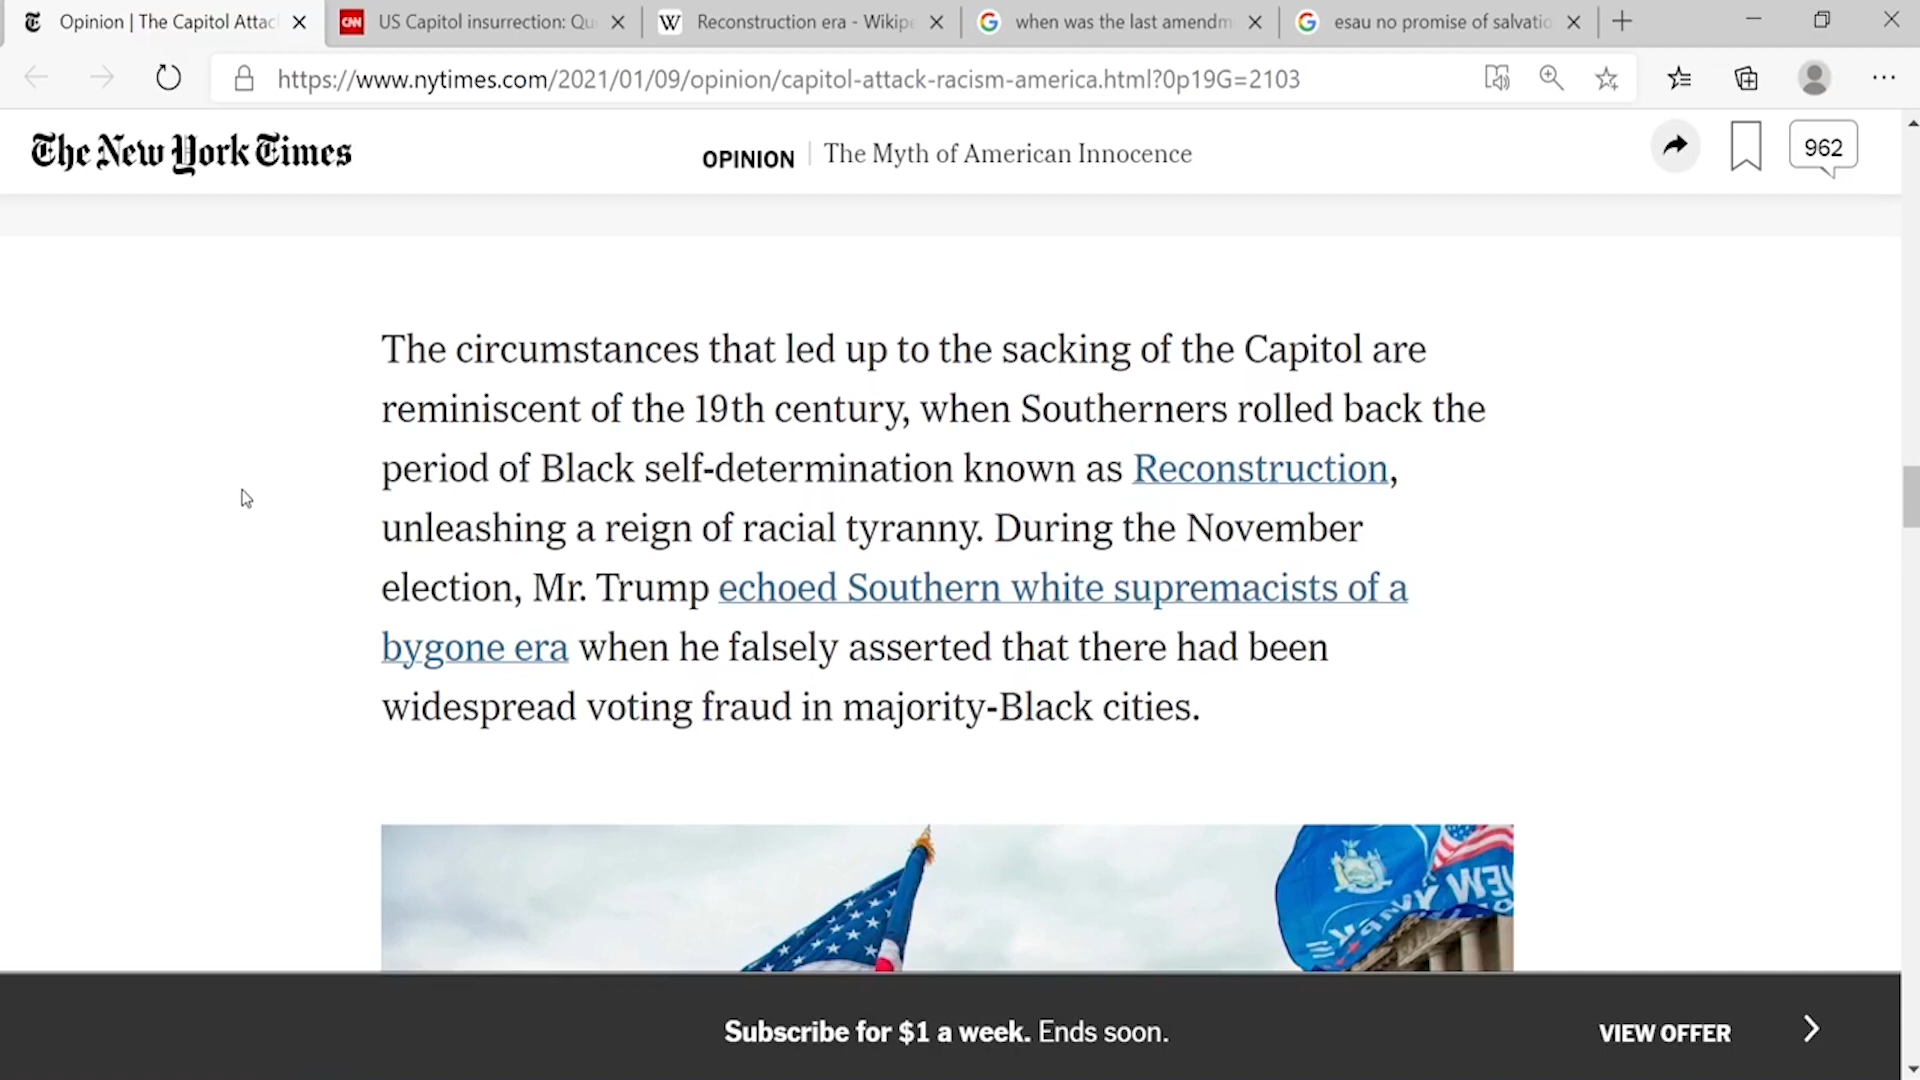 Opinion | The Capitol Attac
US Capitol insurrection: Qu
Reconstruction era - Wikipe
when was the last amendm
esau no promise of salvatio
https://www.nytimes.com/2021/01/09/opinion/capitol-attack-racism-america.html?0p19G=2103
The New York Times
OPINION | The Myth of American Innocence
962
The circumstances that led up to the sacking of the Capitol are
reminiscent of the 19th century, when Southerners rolled back the
period of Black self-determination known as Reconstruction,
unleashing a reign of racial tyranny. During the November
election, Mr. Trump echoed Southern white supremacists of a
bygone era when he falsely asserted that there had been
widespread voting fraud in majority-Black cities.
Subscribe for $1 a week. Ends soon.
VIEW OFFER